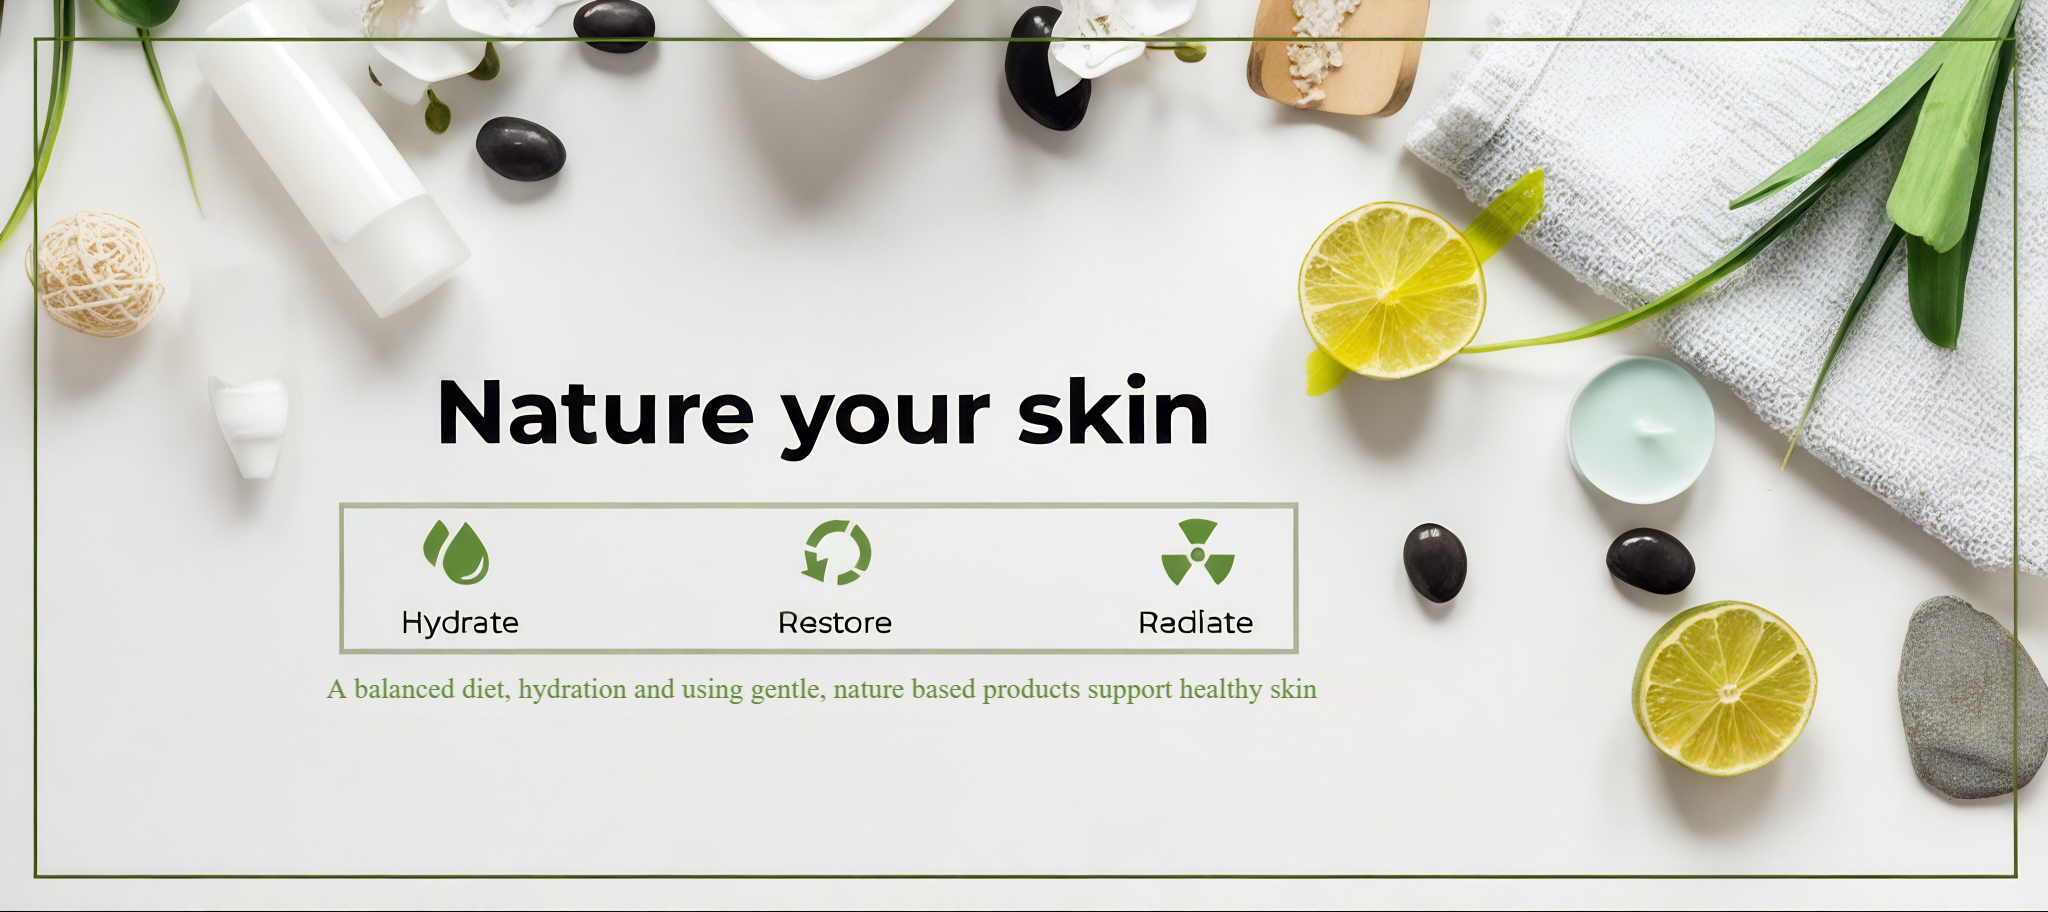 Nature your skin
Hydrate Restore Radiate
A balanced diet, hydration and using gentle, nature based products support healthy skin